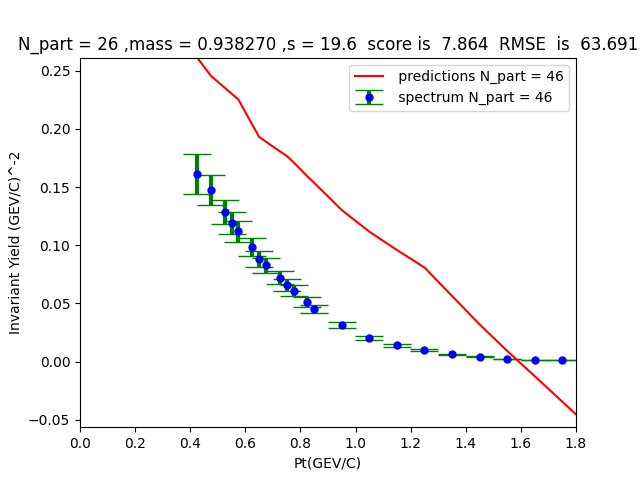 N_part = 26 ,mass = 0.938270 ,s = 19.6  score is  7.864  RMSE  is  63.691
predictions N_part = 46
spectrum N_part = 46
Invariant Yield (GEV/C)^-2
0.25
0.20
0.15
0.10
0.05
0.00
−0.05
0.0 0.2 0.4 0.6 0.8 1.0 1.2 1.4 1.6 1.8
Pt(GEV/C)